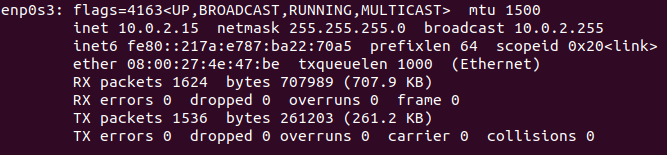 enp0s3: flags=4163<UP,BROADCAST,RUNNING,MULTICAST>  mtu 1500
        inet 10.0.2.15  netmask 255.255.255.0  broadcast 10.0.2.255
        inet6 fe80::217a:e787:ba22:70a5  prefixlen 64  scopeid 0x20<link>
        ether 08:00:27:4e:47:be  txqueuelen 1000  (Ethernet)
        RX packets 1624  bytes 707989 (707.9 KB)
        RX errors 0  dropped 0  overruns 0  frame 0
        TX packets 1536  bytes 261203 (261.2 KB)
        TX errors 0  dropped 0 overruns 0  carrier 0  collisions 0